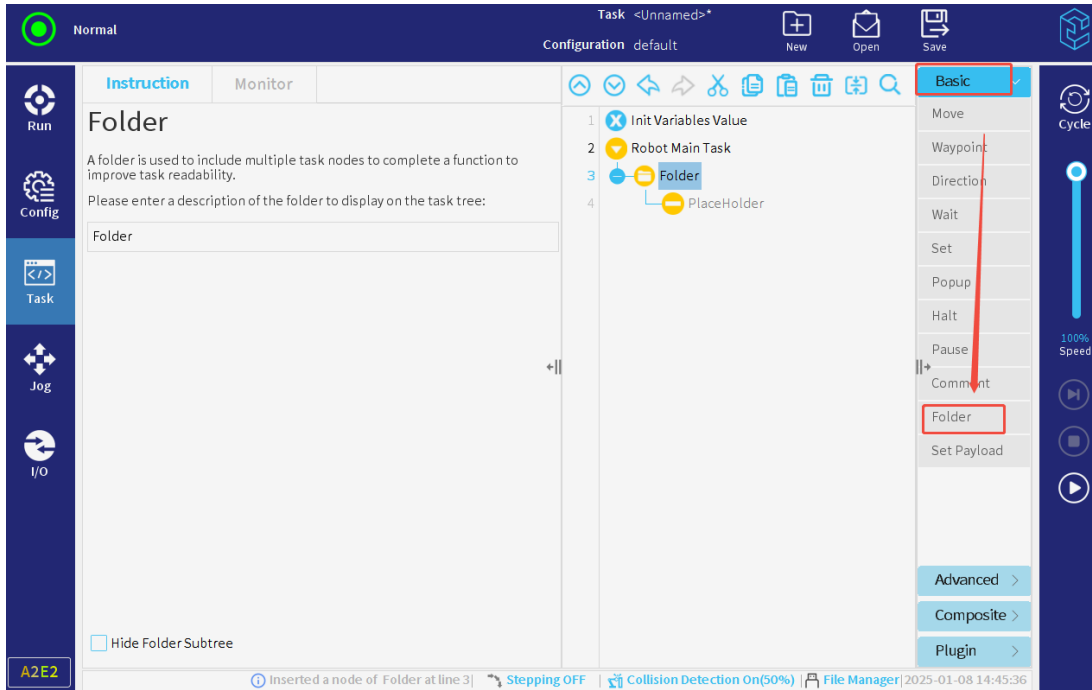 Normal
Task <Unnamed>*
Configuration default
New
Open
Save
Run
Config
Task
Jog
I/O
A2E2
Instruction
Monitor
Folder
A folder is used to include multiple task nodes to complete a function to
improve task readability.
Please enter a description of the folder to display on the task tree:
Folder
Hide Folder Subtree
1 Init Variables Value
2 Robot Main Task
3 Folder
4 PlaceHolder
Basic
Move
Waypoint
Direction
Wait
Set
Popup
Halt
Pause
Comment
Folder
Set Payload
Advanced
Composite
Plugin
Cycle
100%
Speed
Inserted a node of Folder at line 3| Stepping OFF | Collision Detection On(50%) | File Manager|2025-01-08 14:45:36